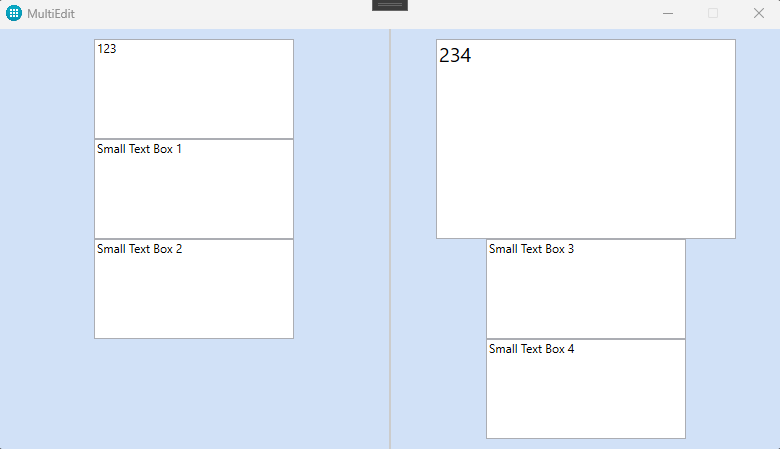 MultiEdit
123
Small Text Box 1
Small Text Box 2
234
Small Text Box 3
Small Text Box 4